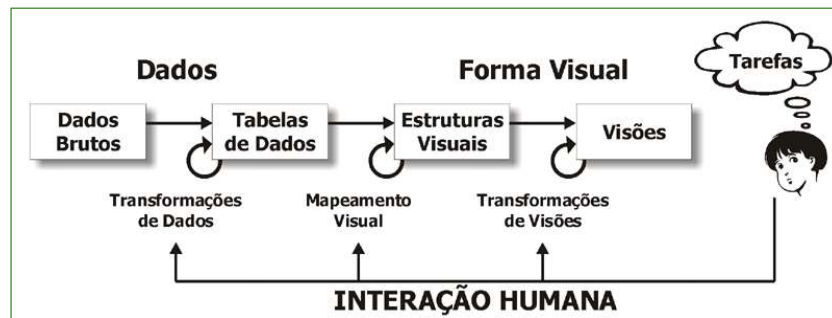 Dados
Forma Visual
Tarefas
Dados
Brutos
Tabelas
de Dados
Estruturas
Visuais
Visões
Transformações
de Dados
Mapeamento
Visual
Transformações
de Visões
INTERAÇÃO HUMANA